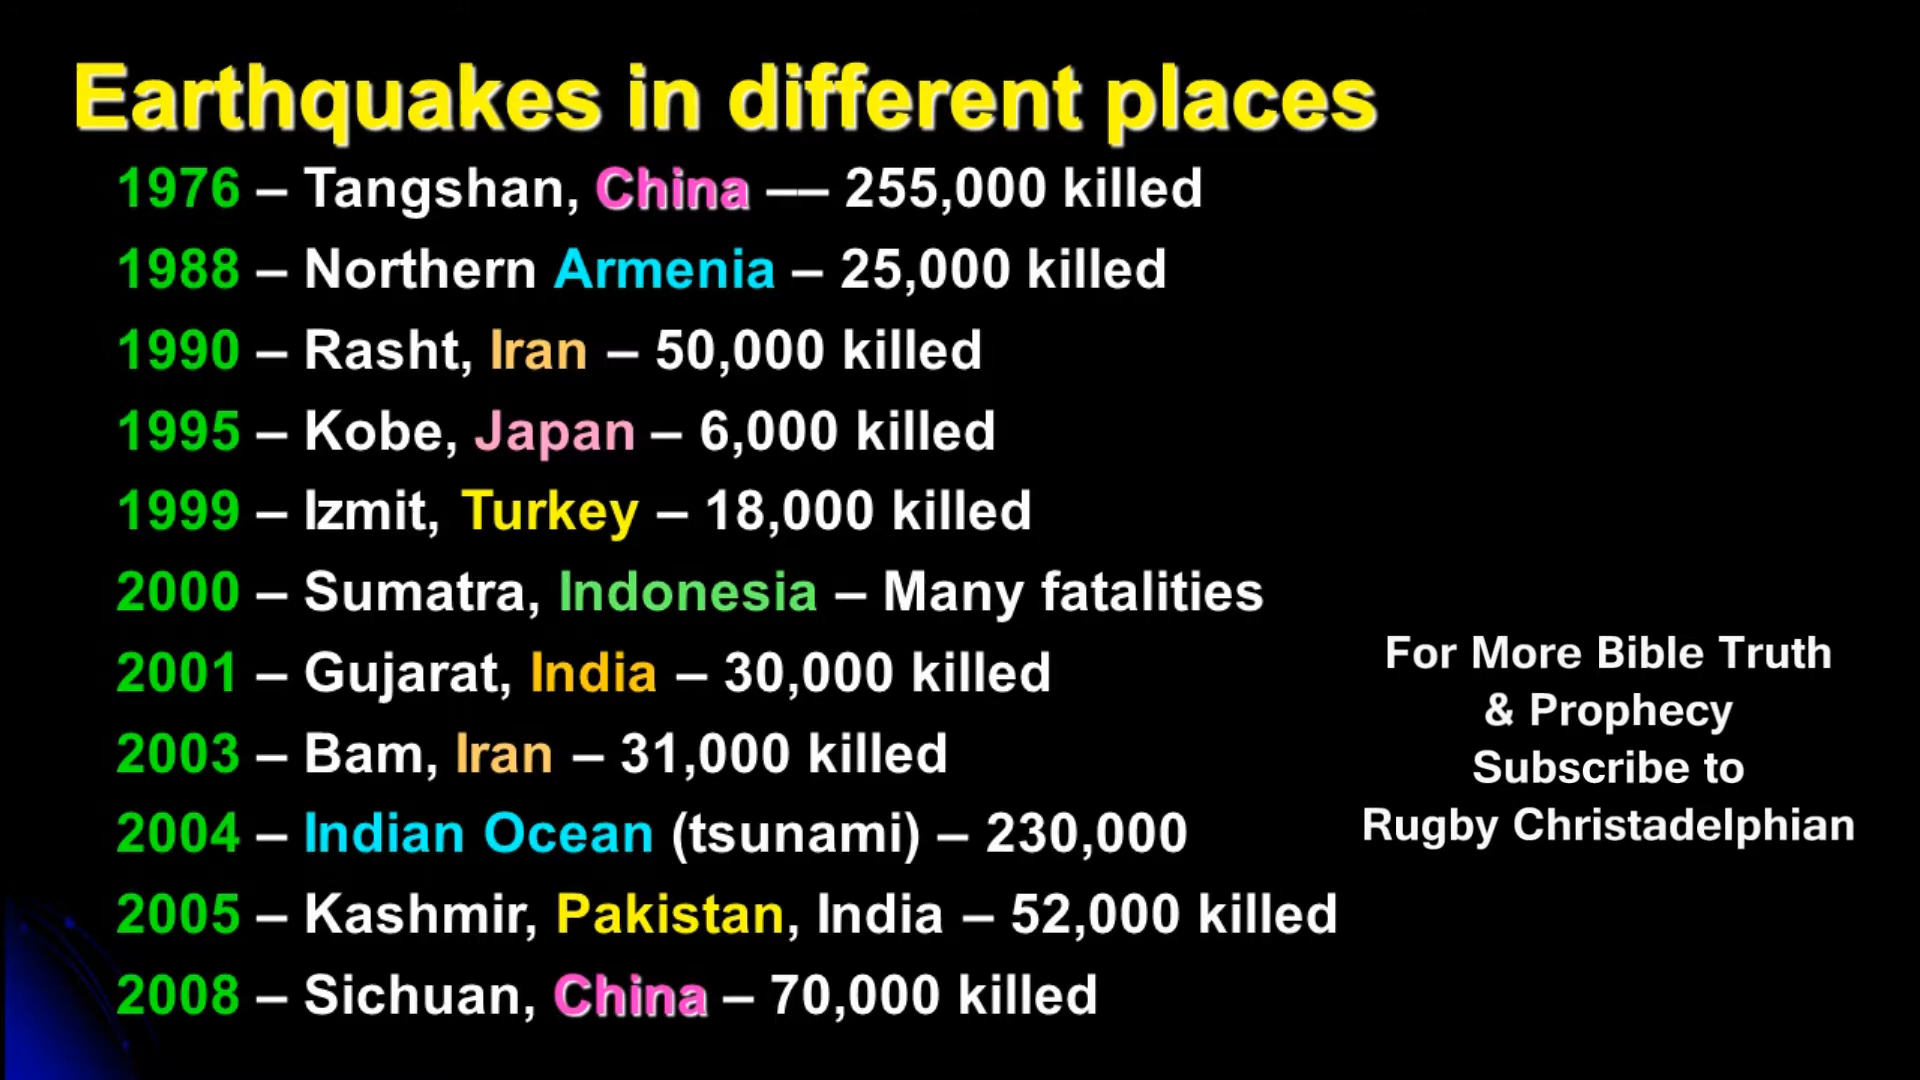 Earthquakes in different places
1976 – Tangshan, China –– 255,000 killed
1988 – Northern Armenia – 25,000 killed
1990 – Rasht, Iran – 50,000 killed
1995 – Kobe, Japan – 6,000 killed
1999 – Izmit, Turkey – 18,000 killed
2000 – Sumatra, Indonesia – Many fatalities
2001 – Gujarat, India – 30,000 killed
2003 – Bam, Iran – 31,000 killed
2004 – Indian Ocean (tsunami) – 230,000
2005 – Kashmir, Pakistan, India – 52,000 killed
2008 – Sichuan, China – 70,000 killed
For More Bible Truth
& Prophecy
Subscribe to
Rugby Christadelphian